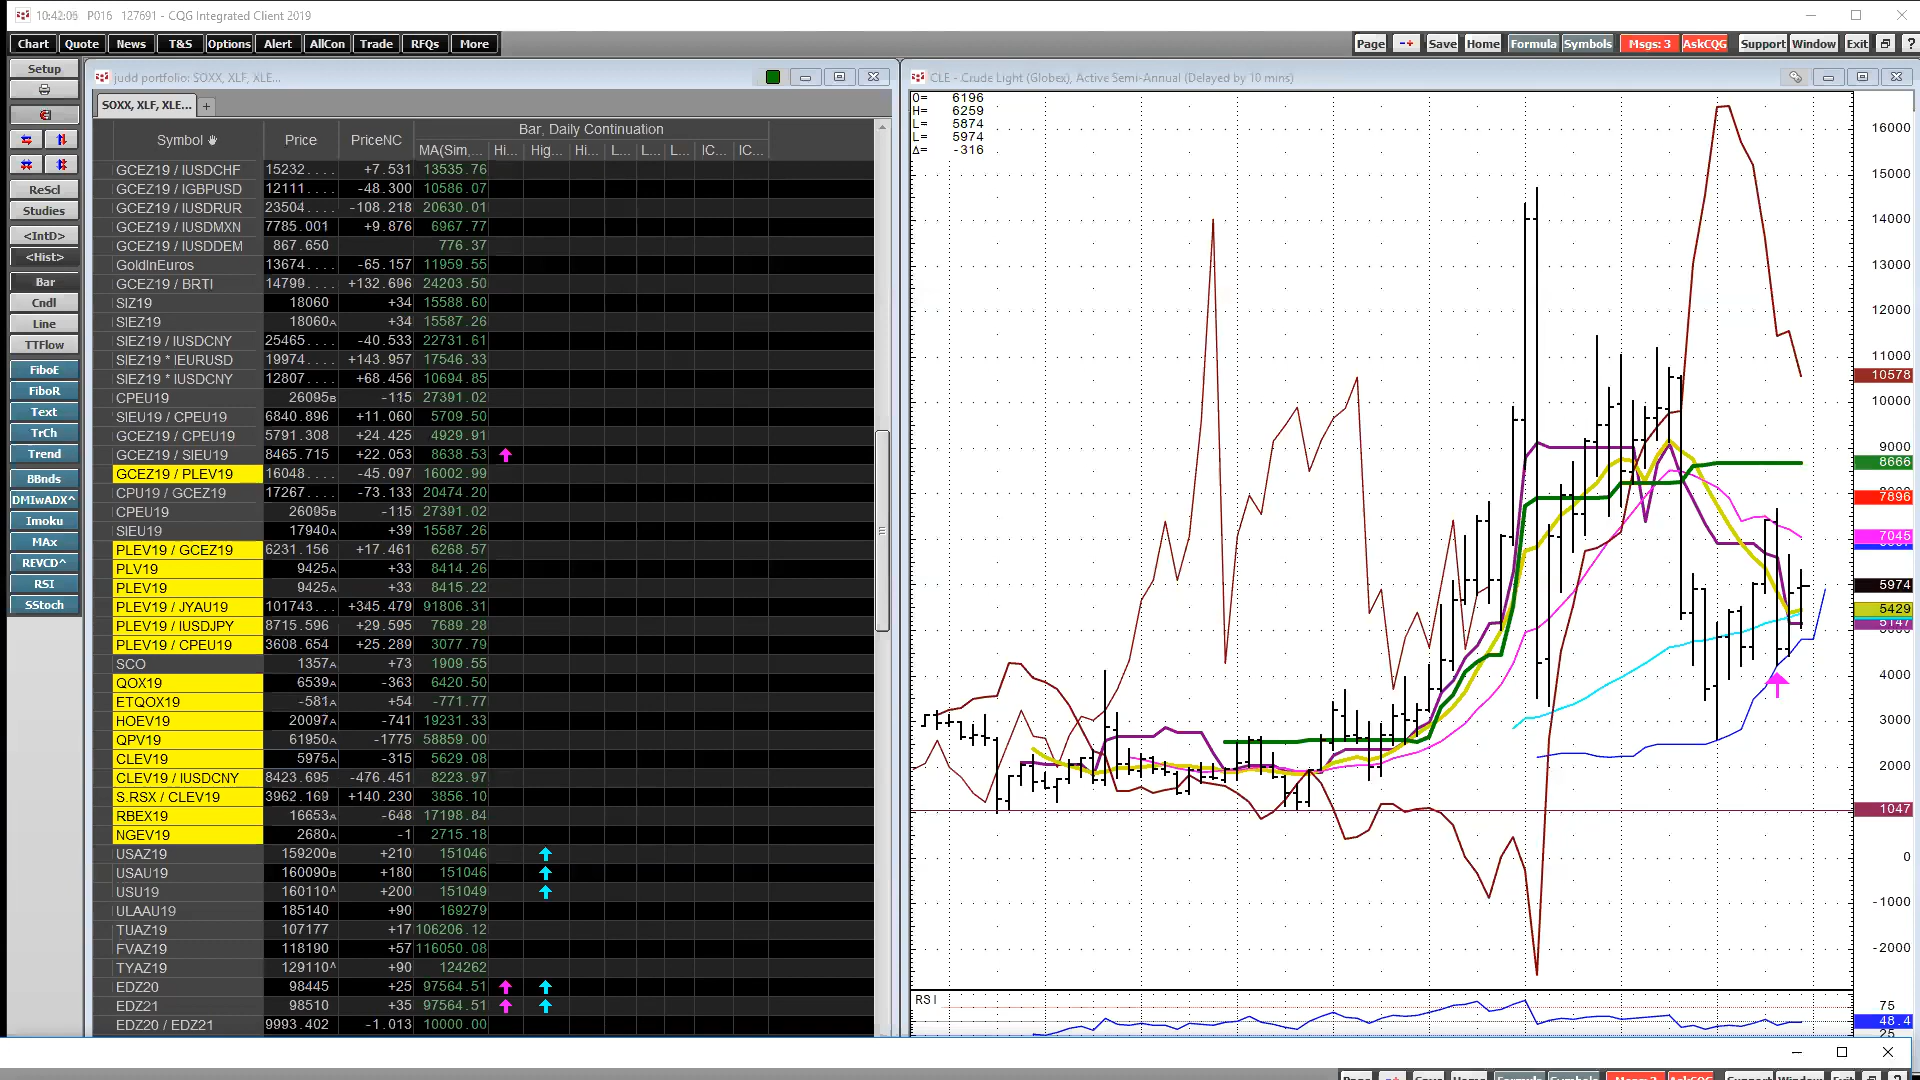 10:42:06 P016 127691 - CQG Integrated Client 2019
Chart Quote News T&S Options Alert AllCon Trade RFQs More Page -+ Save Home Formula Symbols Msgs: 3 AskCQG Support Window Exit ?
Setup
ReScl
Studies
<IntD>
<Hist>
Bar
Cndl
Line
TTFlow
FiboE
FiboR
Text
TrCh
Trend
BBnds
DMIwADX^
Imoku
MAx
REVCD^
RSI
SStoch
judd portfolio: SOXX, XLF, XLE...
SOXX, XLF, XLE... +
Bar, Daily Continuation
Symbol Price PriceNC MA(Sim,... Hi... Hig... Hi... L... L... L... IC... IC...
GCEZ19 / IUSDCHF 15232.... +7.531 13535.76
GCEZ19 / IGBPUSD 12111.... -48.300 10586.07
GCEZ19 / IUSDRUR 23504.... -108.218 20630.01
GCEZ19 / IUSDMXN 7785.001 +9.876 6967.77
GCEZ19 / IUSDDEM 867.650 776.37
GoldInEuros 13674.... -65.157 11959.55
GCEZ19 / BRTI 14799.... +132.696 24203.50
SIZ19 18060 +34 15588.60
SIEZ19 18060A +34 15587.26
SIEZ19 / IUSDCNY 25465.... -40.533 22731.61
SIEZ19 * IEURUSD 19974.... +143.957 17546.33
SIEZ19 * IUSDCNY 12807.... +68.456 10694.85
CPEU19 26095B -115 27391.02
SIEU19 / CPEU19 6840.896 +11.060 5709.50
GCEZ19 / CPEU19 5791.308 +24.425 4929.91
GCEZ19 / SIEU19 8465.715 +22.053 8638.53
GCEZ19 / PLEV19 16048.... -45.097 16002.99
CPU19 / GCEZ19 17267.... -73.133 20474.20
CPEU19 26095B -115 27391.02
SIEU19 17940A +39 15587.26
PLEV19 / GCEZ19 6231.156 +17.461 6268.57
PLV19 9425A +33 8414.26
PLEV19 9425A +33 8415.22
PLEV19 / JYAU19 101743... +345.479 91806.31
PLEV19 / IUSDJPY 8715.596 +29.595 7689.28
PLEV19 / CPEU19 3608.654 +25.289 3077.79
SCO 1357A +73 1909.55
QOX19 6539A -363 6420.50
ETQOX19 -581A +54 -771.77
HOEV19 20097A -741 19231.33
QPV19 61950A -1775 58859.00
CLEV19 5975A -315 5629.08
CLEV19 / IUSDCNY 8423.695 -476.451 8223.97
S.RSX / CLEV19 3962.169 +140.230 3856.10
RBEX19 16653A -648 17198.84
NGEV19 2680A -1 2715.18
USAZ19 159200B +210 151046
USAU19 160090B +180 151046
USU19 160110^ +200 151049
ULAAU19 185140 +90 169279
TUAZ19 107177 +17 106206.12
FVAZ19 118190 +57 116050.08
TYAZ19 129110^ +90 124262
EDZ20 98445 +25 97564.51
EDZ21 98510 +35 97564.51
EDZ20 / EDZ21 9993.402 -1.013 10000.00
CLE - Crude Light (Globex), Active Semi-Annual (Delayed by 10 mins)
O= 6196
H= 6259
L= 5874
L= 5974
Δ= -316
16000
15000
14000
13000
12000
11000
10578
10000
9000
8666
7896
7045
5974
5429
5147
4000
3000
2000
1047
0
-1000
-2000
RSI
75
48.4
25